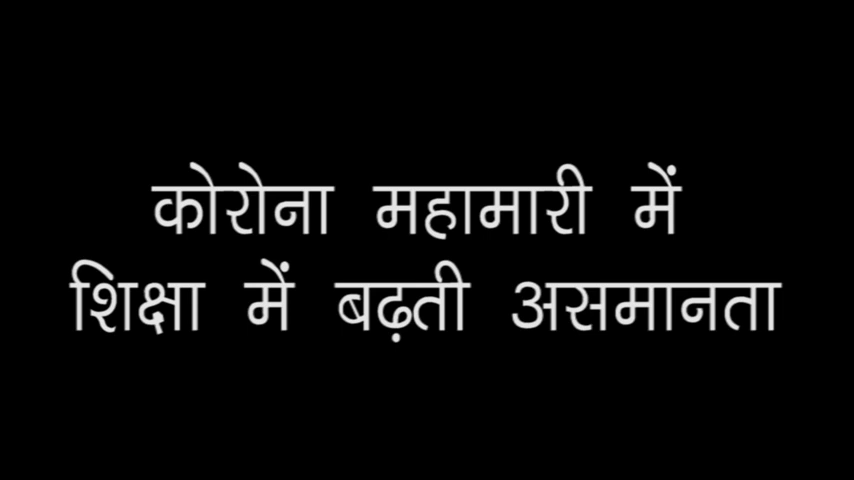 कोरोना महामारी में
शिक्षा में बढ़ती असमानता